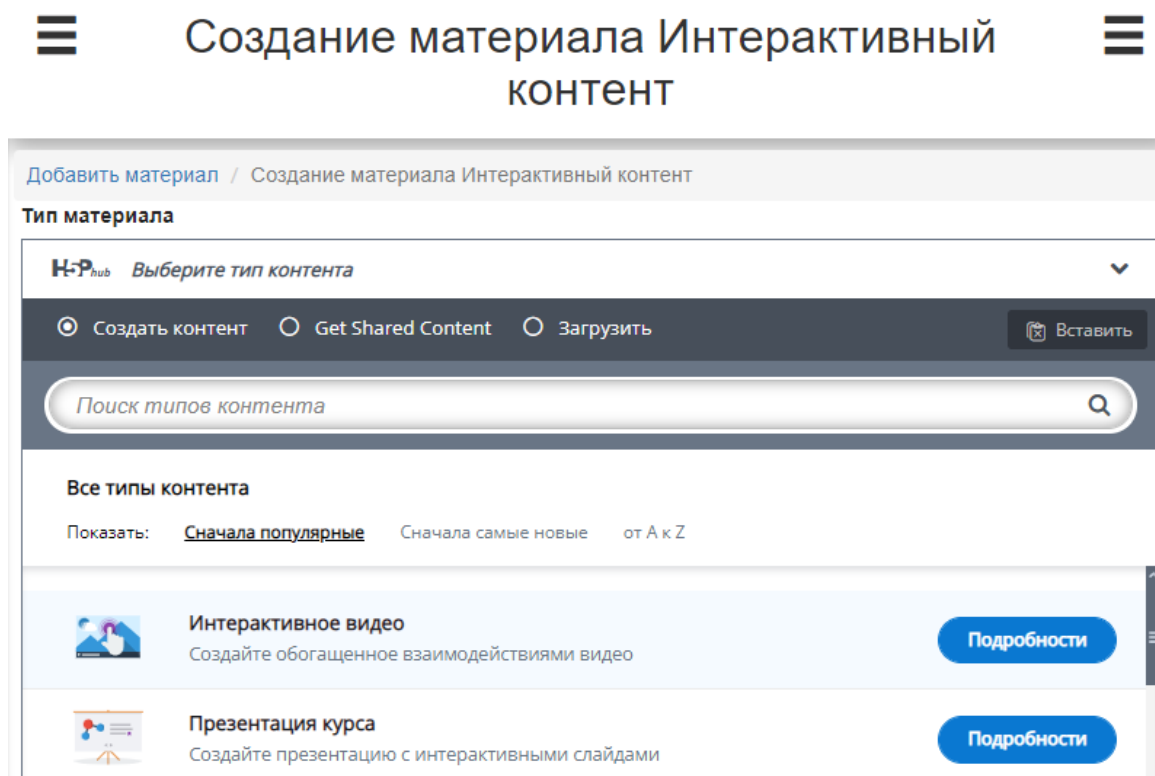 Создание материала Интерактивный
контент
Добавить материал / Создание материала Интерактивный контент
Тип материала
H5Phub Выберите тип контента
Создать контент Get Shared Content Загрузить Вставить
Поиск типов контента
Все типы контента
Показать: Сначала популярные Сначала самые новые от A к Z
Интерактивное видео
Создайте обогащенное взаимодействиями видео
Подробности
Презентация курса
Создайте презентацию с интерактивными слайдами
Подробности